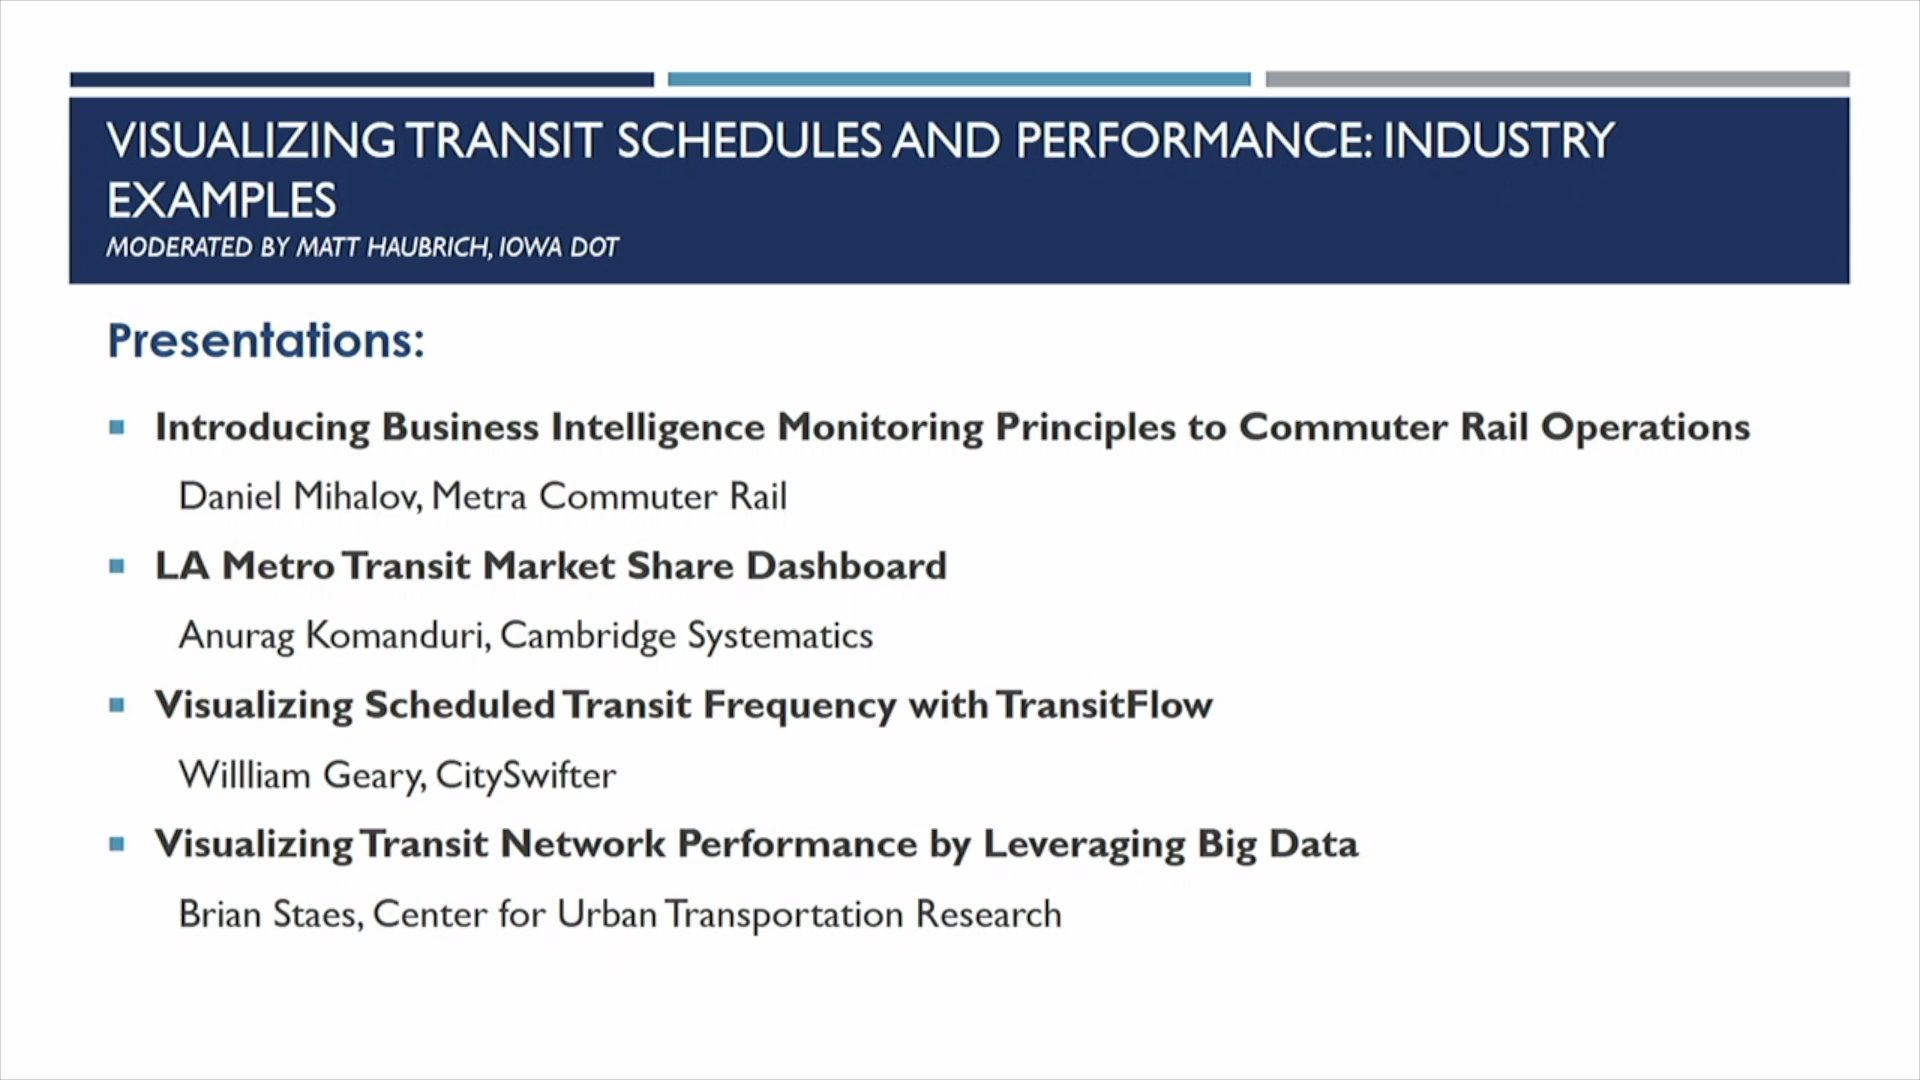 VISUALIZING TRANSIT SCHEDULES AND PERFORMANCE: INDUSTRY
EXAMPLES
MODERATED BY MATT HAUBRICH, IOWA DOT
Presentations:
Introducing Business Intelligence Monitoring Principles to Commuter Rail Operations
Daniel Mihalov, Metra Commuter Rail
LA Metro Transit Market Share Dashboard
Anurag Komanduri, Cambridge Systematics
Visualizing Scheduled Transit Frequency with TransitFlow
Willliam Geary, CitySwifter
Visualizing Transit Network Performance by Leveraging Big Data
Brian Staes, Center for Urban Transportation Research